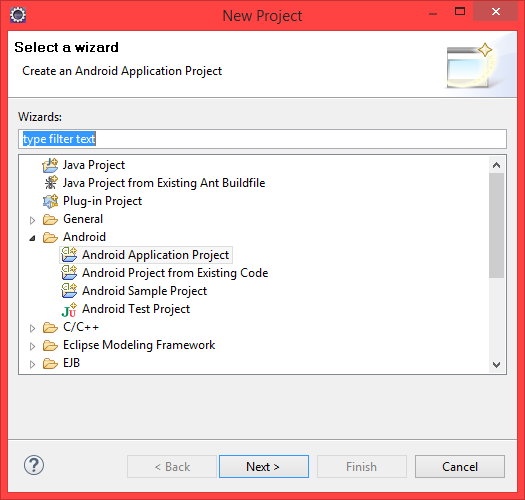 New Project
Select a wizard
Create an Android Application Project
Wizards:
type filter text
Java Project
Java Project from Existing Ant Buildfile
Plug-in Project
General
Android
Android Application Project
Android Project from Existing Code
Android Sample Project
Android Test Project
C/C++
Eclipse Modeling Framework
EJB
< Back Next > Finish Cancel